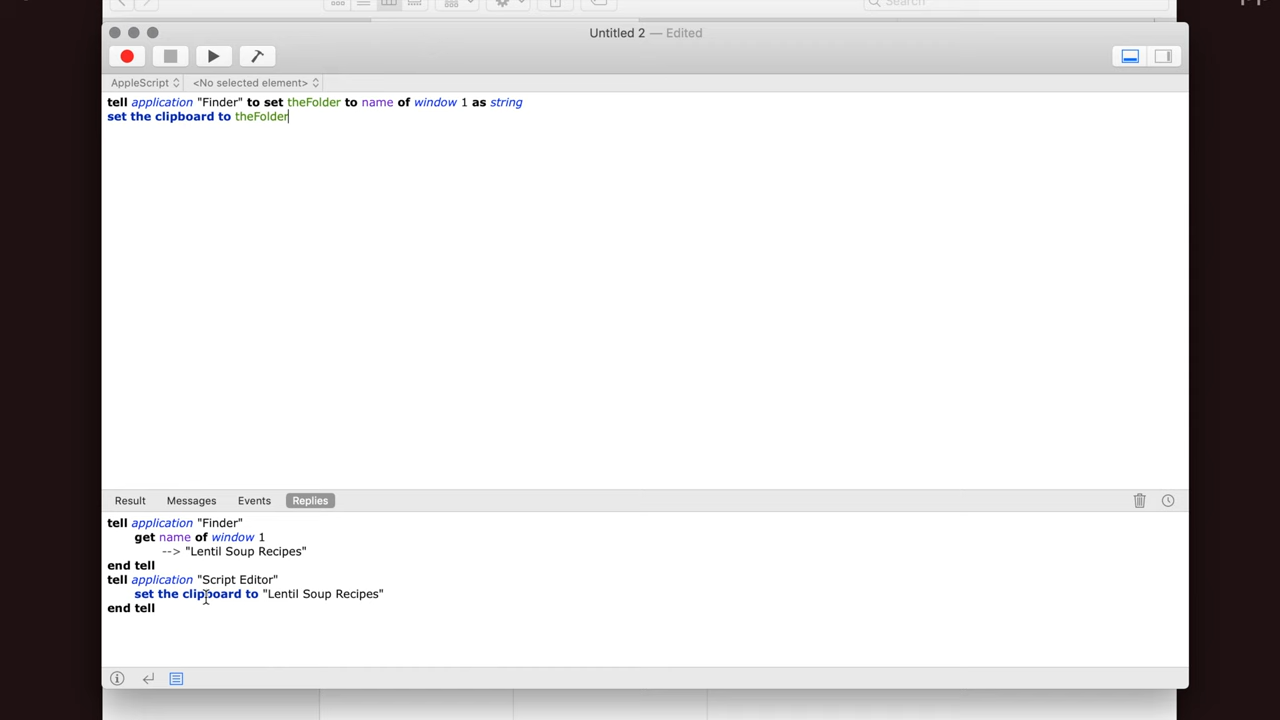 Search
Untitled 2 — Edited
AppleScript <No selected element>
tell application "Finder" to set theFolder to name of window 1 as string
set the clipboard to theFolder
Result Messages Events Replies
tell application "Finder"
get name of window 1
--> "Lentil Soup Recipes"
end tell
tell application "Script Editor"
set the clipboard to "Lentil Soup Recipes"
end tell